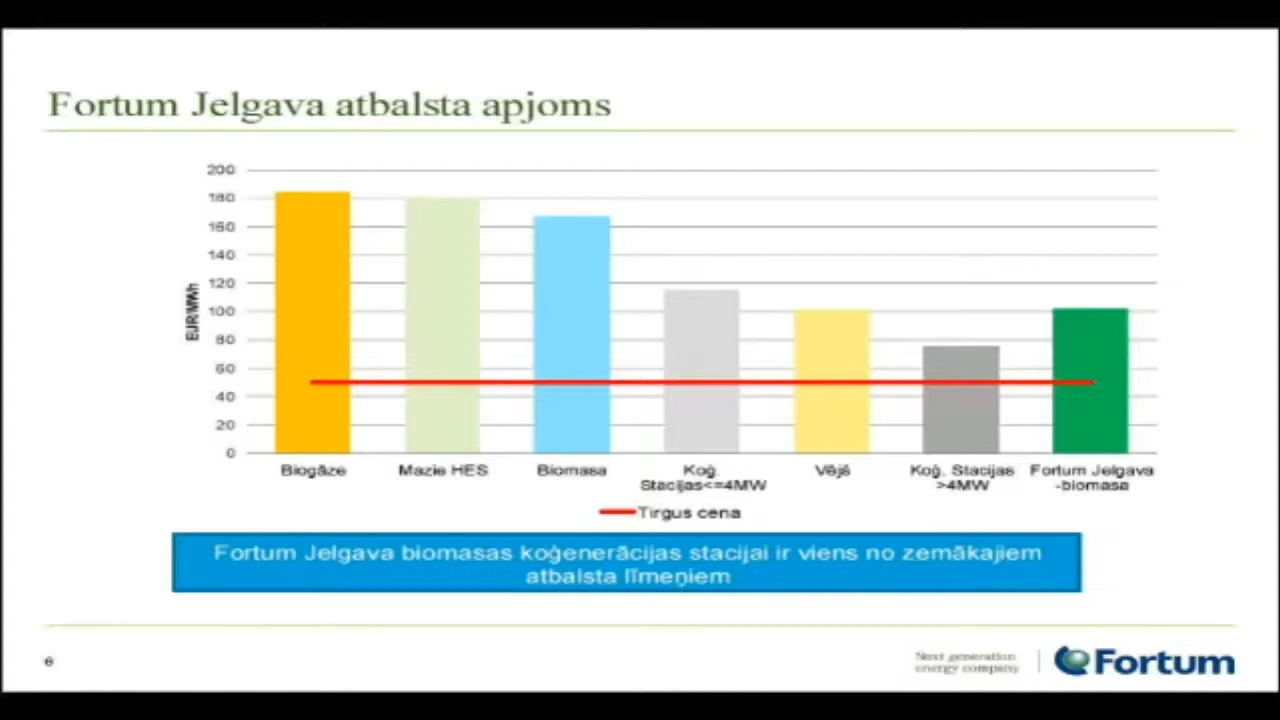 Fortum Jelgava atbalsta apjoms
200
180
160
140
120
100
80
60
40
20
0
EUR/MWh
Biogāze
Mazie HES
Biomasa
Koģ.
Stacijas<=4MW
Vējš
Koģ. Stacijas
>4MW
Fortum Jelgava
-biomasa
Tirgus cena
Fortum Jelgava biomasas koģenerācijas stacijai ir viens no zemākajiem
atbalsta līmeņiem
6
Next generation
energy company
Fortum